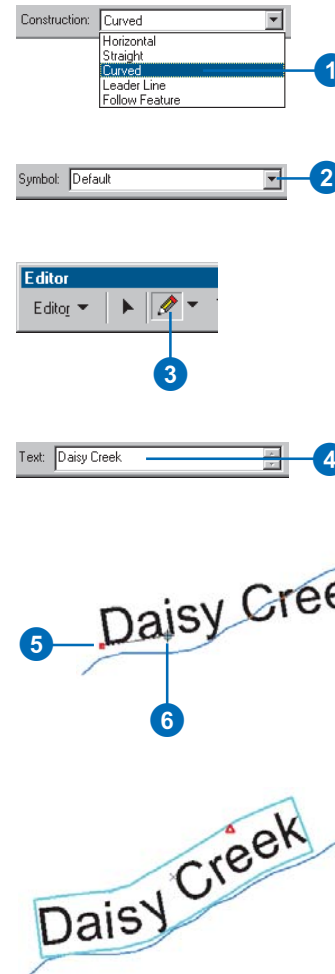 Construction: Curved
Horizontal
Straight
Curved
Leader Line
Follow Feature
1
Symbol: Default
2
Editor
Editor
3
Text: Daisy Creek
4
Daisy Cree
5
6
Daisy Creek